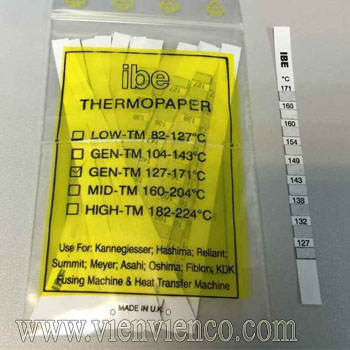 ibe
THERMOPAPER
LOW-TM 82-127°C
GEN-TM 104-143°C
GEN-TM 127-171°C
MID-TM 160-204°C
HIGH-TM 182-224°C
Use For: Kannegiesser; Hashima; Reliant;
Summit; Meyer; Asahi; Oshima; Fiblon; KDK
Fusing Machine & Heat Transfer Machine
MADE IN U.K
IBE
°C
171
168
160
154
149
143
138
132
127
www.vienvienco.com